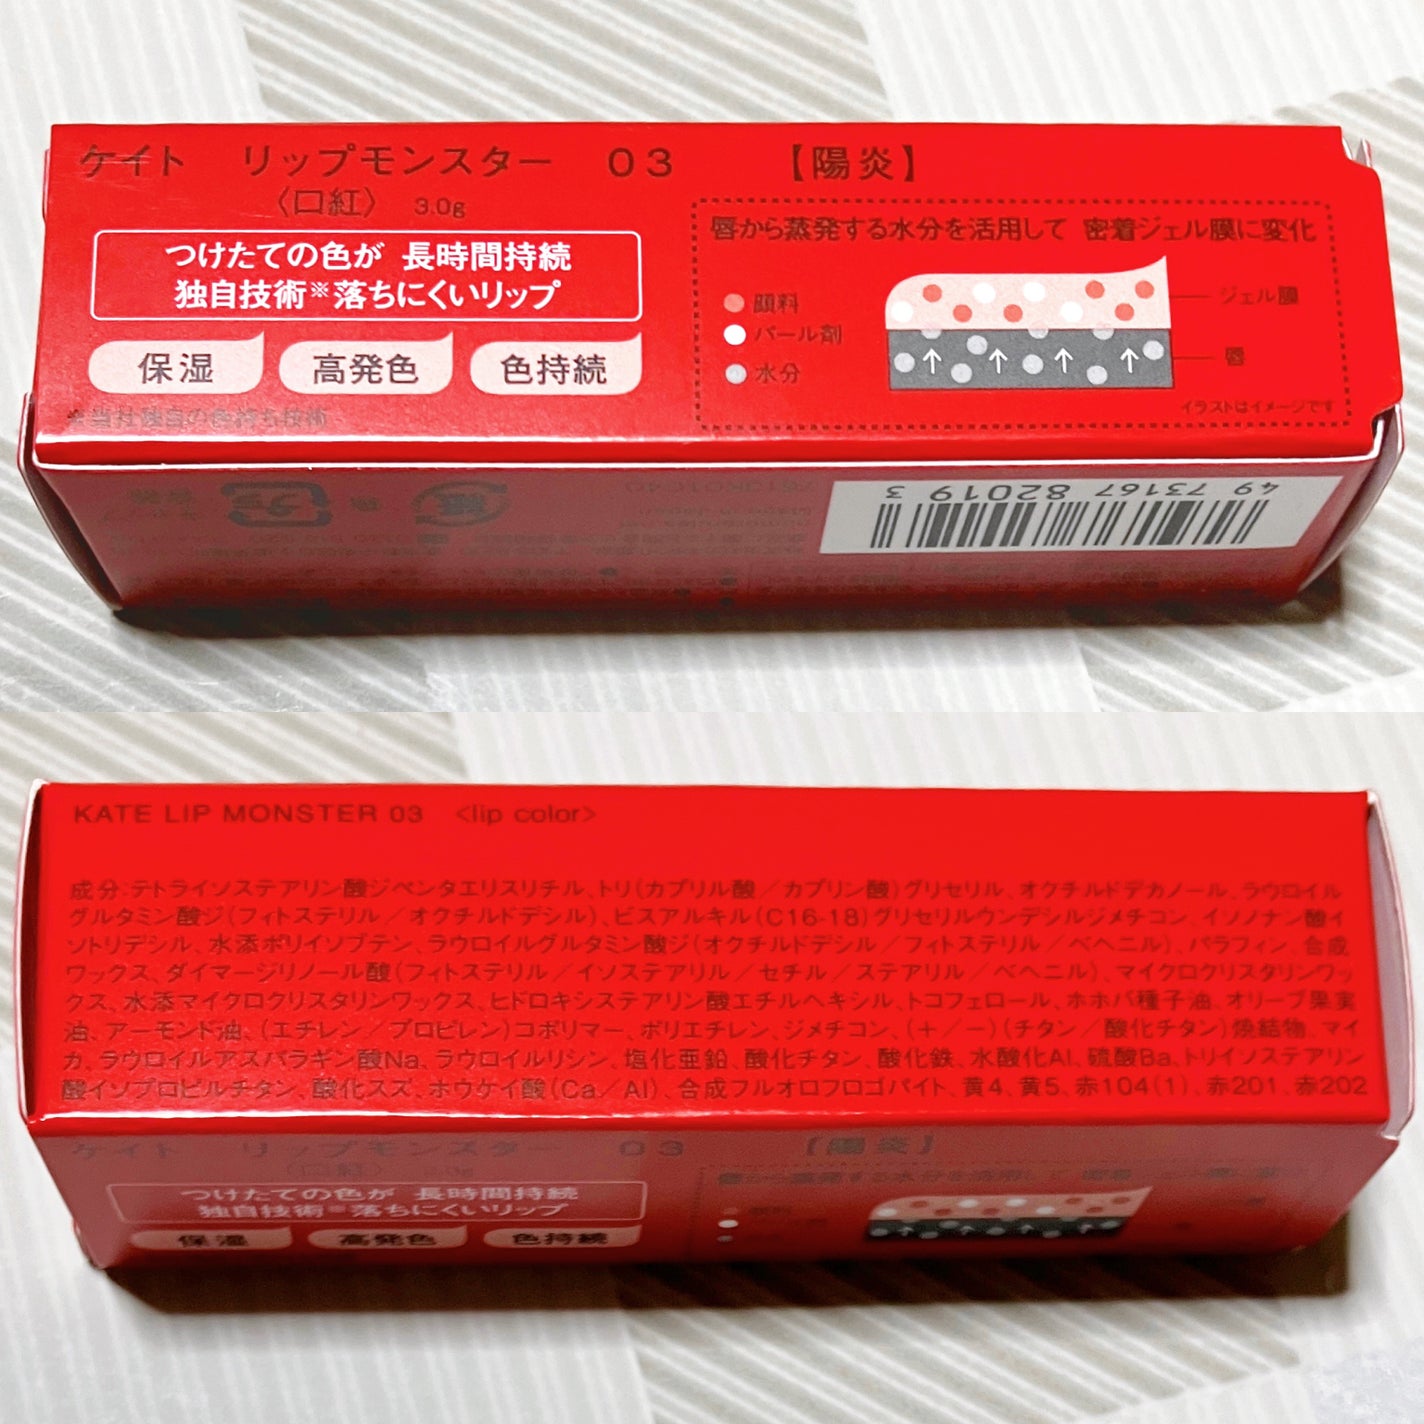 ケイト リップモンスター 03 【陽炎】
〈口紅〉 3.0g
つけたての色が 長時間持続
独自技術※落ちにくいリップ
保湿 高発色 色持続
※当社独自の色持ち技術
唇から蒸発する水分を活用して 密着ジェル膜に変化
顔料
パール剤
水分
ジェル膜
唇
イラストはイメージです
4973167 82019 3
Made in Japan
KATE LIP MONSTER 03 <lip color>
成分:テトライソステアリン酸ジペンタエリスリチル、トリ(カプリル酸/カプリン酸)グリセリル、オクチルドデカノール、ラウロイル
グルタミン酸ジ(フィトステリル/オクチルドデシル)、ビスアルキル(C16-18)グリセリルウンデシルジメチコン、イソノナン酸イ
ソトリデシル、水添ポリイソブテン、ラウロイルグルタミン酸ジ(オクチルドデシル/フィトステリル/ベヘニル)、パラフィン、合成
ワックス、ダイマージリノール酸(フィトステリル/イソステアリル/セチル/ステアリル/ベヘニル)、マイクロクリスタリンワッ
クス、水添マイクロクリスタリンワックス、ヒドロキシステアリン酸エチルヘキシル、トコフェロール、ホホバ種子油、オリーブ果実
油、アーモンド油、(エチレン/プロピレン)コポリマー、ポリエチレン、ジメチコン、(+/-)(チタン/酸化チタン)焼結物、マイ
カ、ラウロイルアスパラギン酸Na、ラウロイルリシン、塩化亜鉛、酸化チタン、酸化鉄、水酸化Al、硫酸Ba、トリイソステアリン
酸イソプロピルチタン、酸化スズ、ホウケイ酸(Ca/Al)、合成フルオロフロゴパイト、黄4、黄5、赤104(1)、赤201、赤202
ケイト リップモンスター 03 【陽炎】
〈口紅〉 3.0g
つけたての色が 長時間持続
独自技術※落ちにくいリップ
保湿 高発色 色持続